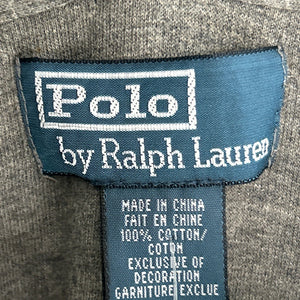 Polo
by Ralph Lauren
MADE IN CHINA
FAIT EN CHINE
100% COTTON/
COTON
EXCLUSIVE OF
DECORATION
GARNITURE EXCLUE